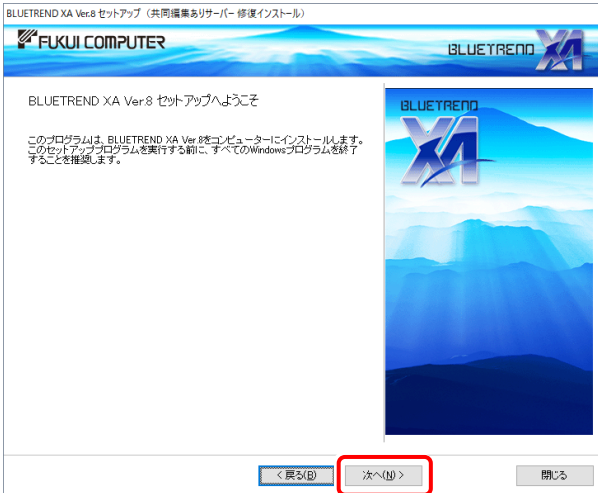 BLUETREND XA Ver.8 セットアップ（共同編集ありサーバー 修復インストール）
FUKUI COMPUTER
BLUETREND XA
BLUETREND XA Ver.8 セットアップへようこそ
BLUETREND
XA
このプログラムは、BLUETREND XA Ver.8をコンピューターにインストールします。
このセットアッププログラムを実行する前に、すべてのWindowsプログラムを終了
することを推奨します。
< 戻る(B)
次へ(N) >
閉じる